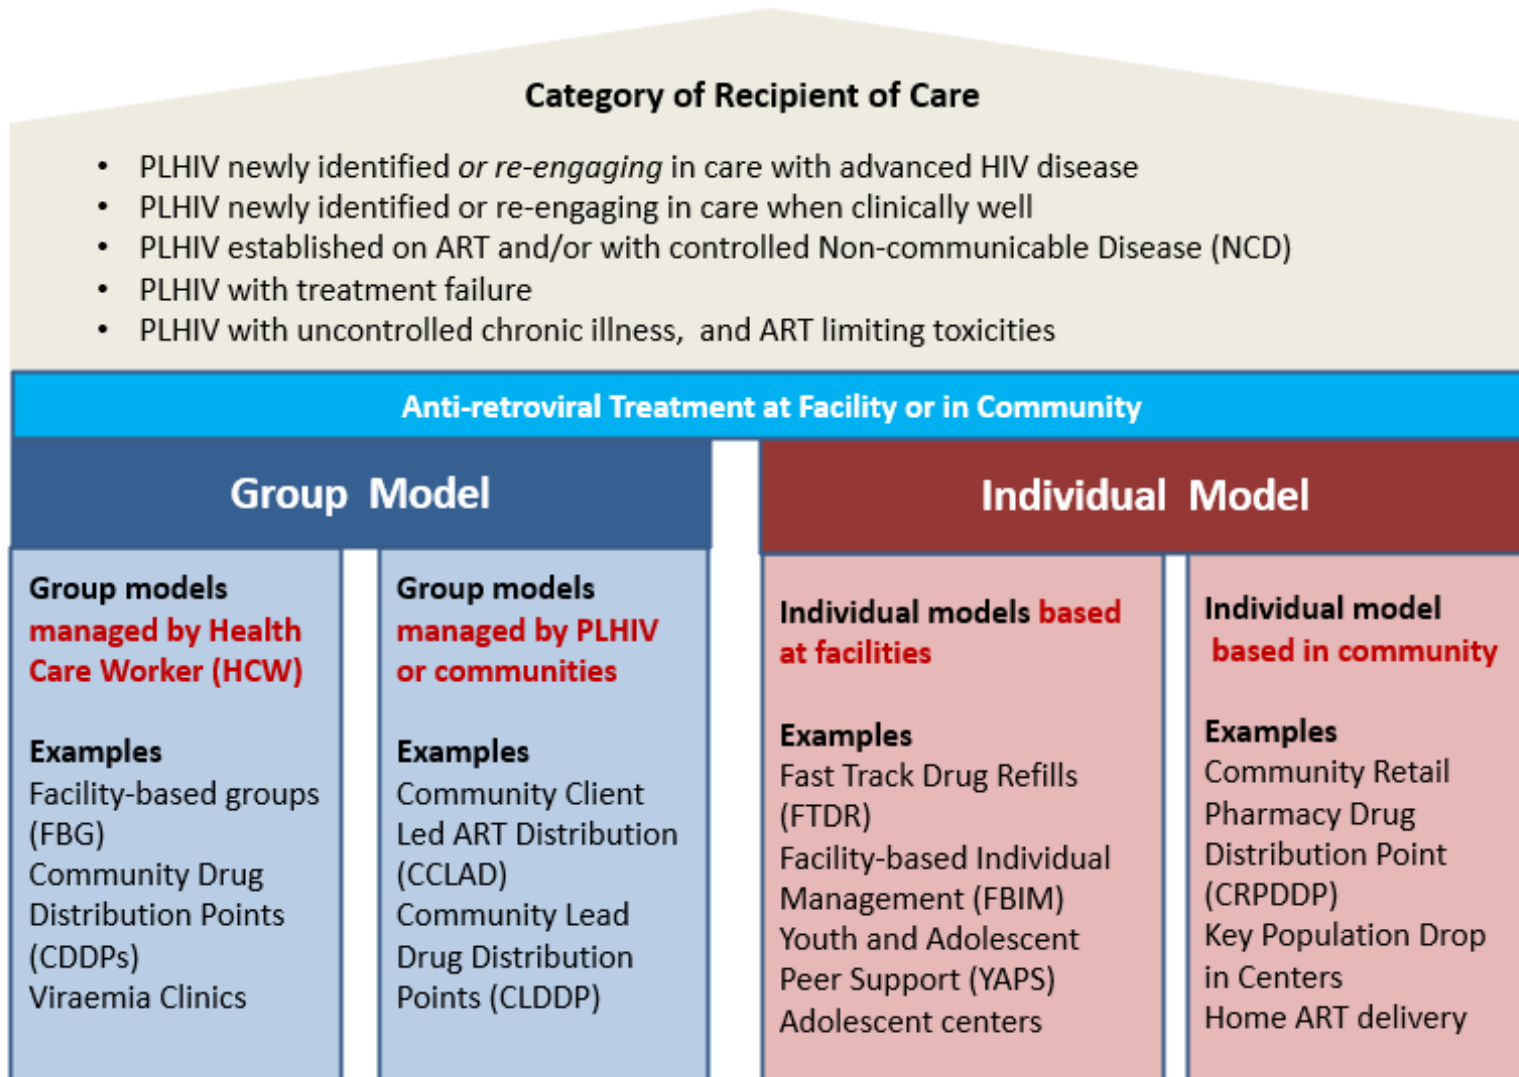 Category of Recipient of Care
• PLHIV newly identified or re-engaging in care with advanced HIV disease
• PLHIV newly identified or re-engaging in care when clinically well
• PLHIV established on ART and/or with controlled Non-communicable Disease (NCD)
• PLHIV with treatment failure
• PLHIV with uncontrolled chronic illness,  and ART limiting toxicities
Anti-retroviral Treatment at Facility or in Community
Group Model
Group models
managed by Health
Care Worker (HCW)
Examples
Facility-based groups
(FBG)
Community Drug
Distribution Points
(CDDPs)
Viraemia Clinics
Group models
managed by PLHIV
or communities
Examples
Community Client
Led ART Distribution
(CCLAD)
Community Lead
Drug Distribution
Points (CLDDP)
Individual Model
Individual models based
at facilities
Examples
Fast Track Drug Refills
(FTDR)
Facility-based Individual
Management (FBIM)
Youth and Adolescent
Peer Support (YAPS)
Adolescent centers
Individual model
based in community
Examples
Community Retail
Pharmacy Drug
Distribution Point
(CRPDDP)
Key Population Drop
in Centers
Home ART delivery